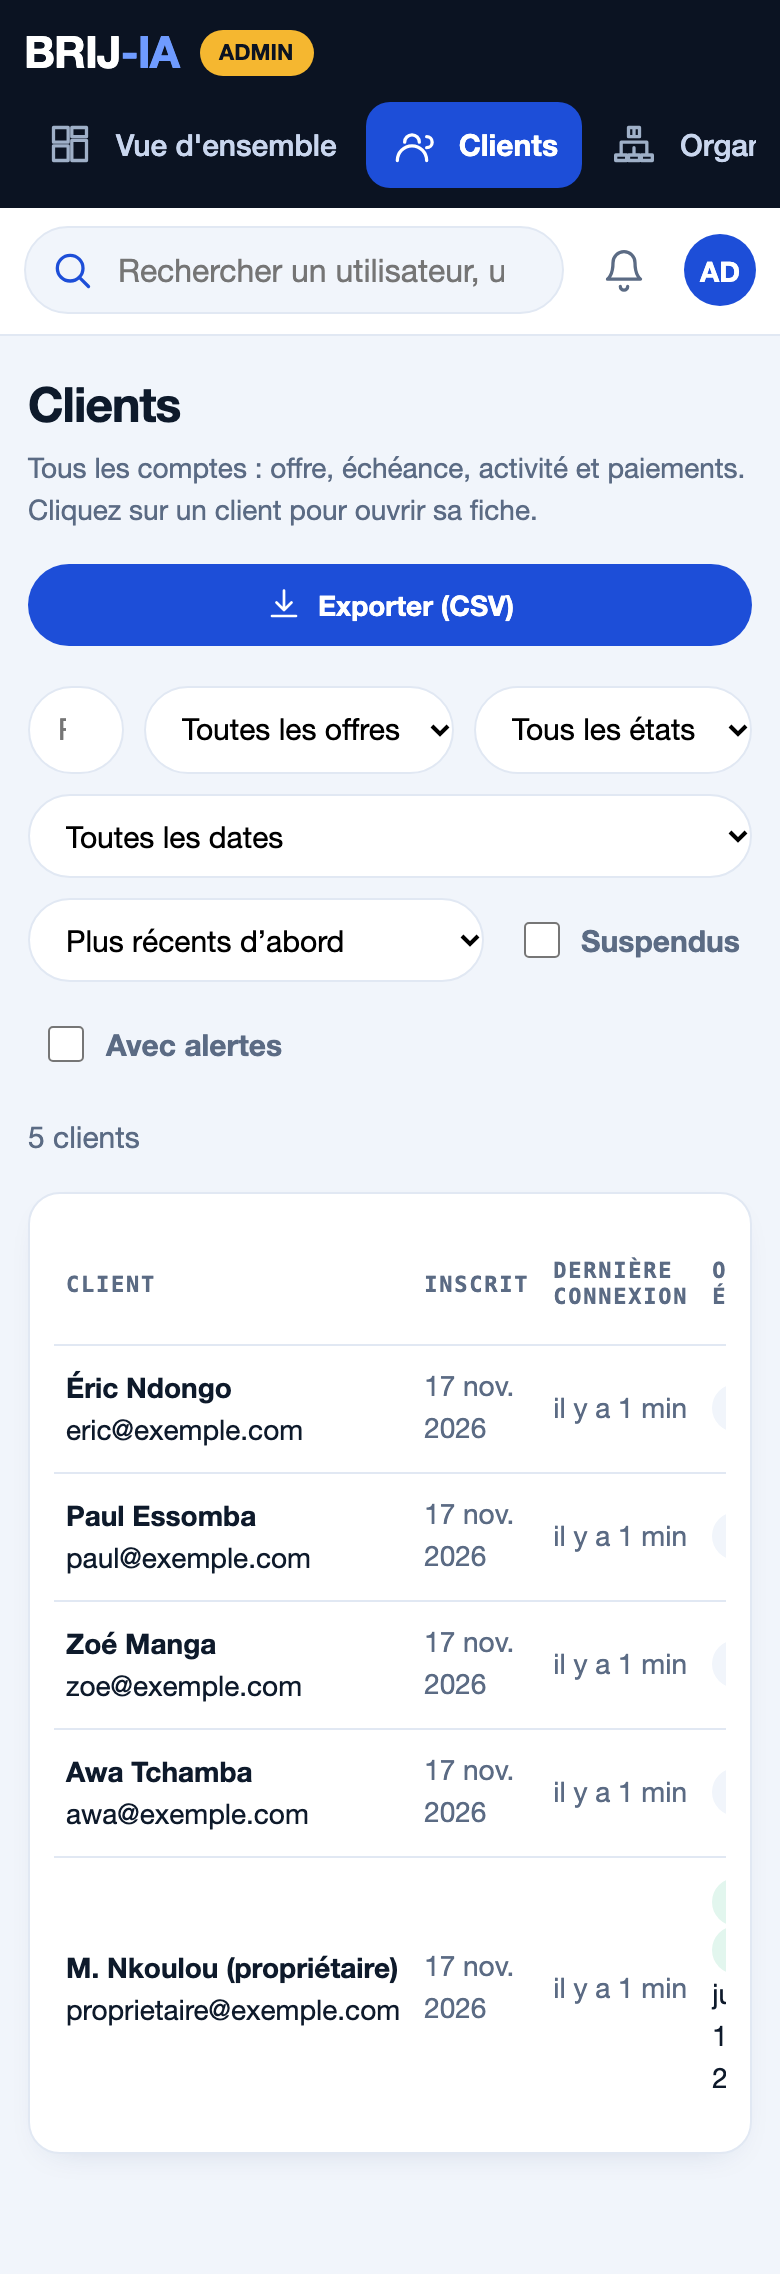 BRIJ-IA ADMIN
Vue d'ensemble Clients
Rechercher un utilisateur, u
AD
Clients
Tous les comptes : offre, échéance, activité et paiements.
Cliquez sur un client pour ouvrir sa fiche.
Exporter (CSV)
Toutes les offres Tous les états
Toutes les dates
Plus récents d’abord Suspendus
Avec alertes
5 clients
CLIENT INSCRIT DERNIÈRE CONNEXION
Éric Ndongo
eric@exemple.com
17 nov. 2026
il y a 1 min
Paul Essomba
paul@exemple.com
17 nov. 2026
il y a 1 min
Zoé Manga
zoe@exemple.com
17 nov. 2026
il y a 1 min
Awa Tchamba
awa@exemple.com
17 nov. 2026
il y a 1 min
M. Nkoulou (propriétaire)
proprietaire@exemple.com
17 nov. 2026
il y a 1 min